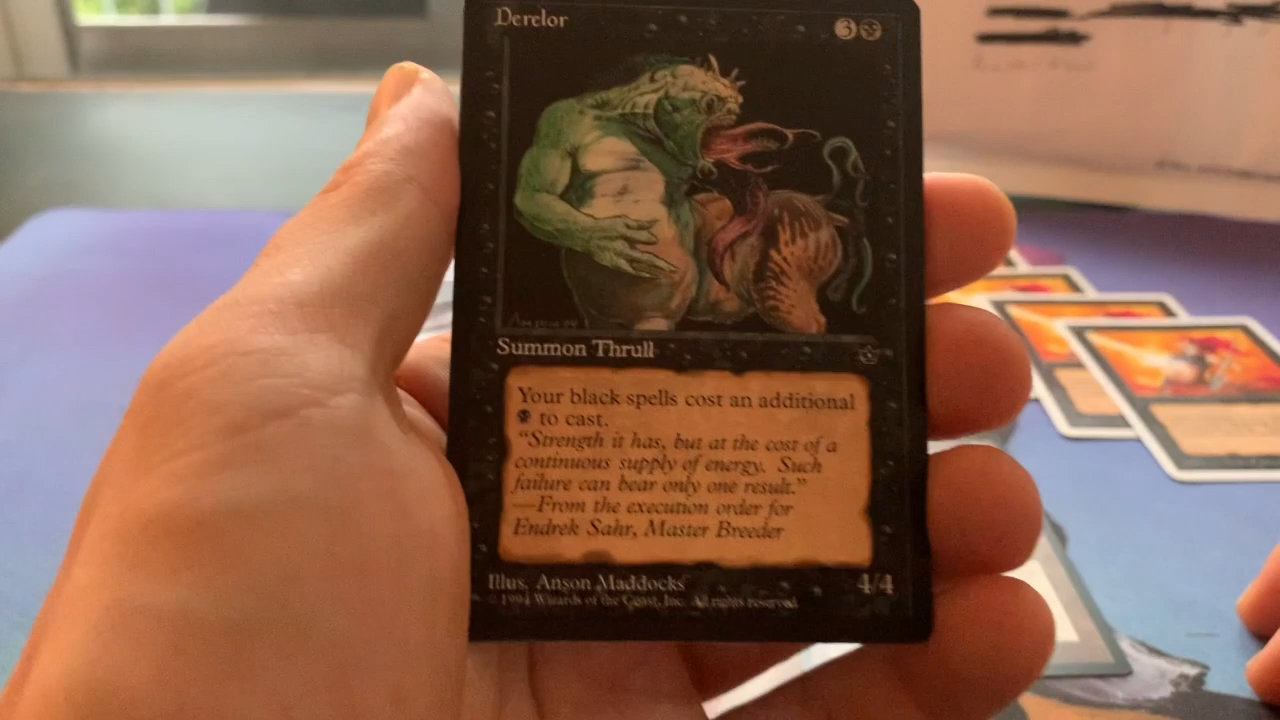 Derelor
3
Summon Thrull
Your black spells cost an additional
to cast.
"Strength it has, but at the cost of a
continuous supply of energy. Such
failure can bear only one result."
—From the execution order for
Endrek Sahr, Master Breeder
Illus. Anson Maddocks
4/4
© 1994 Wizards of the Coast, Inc. All rights reserved.